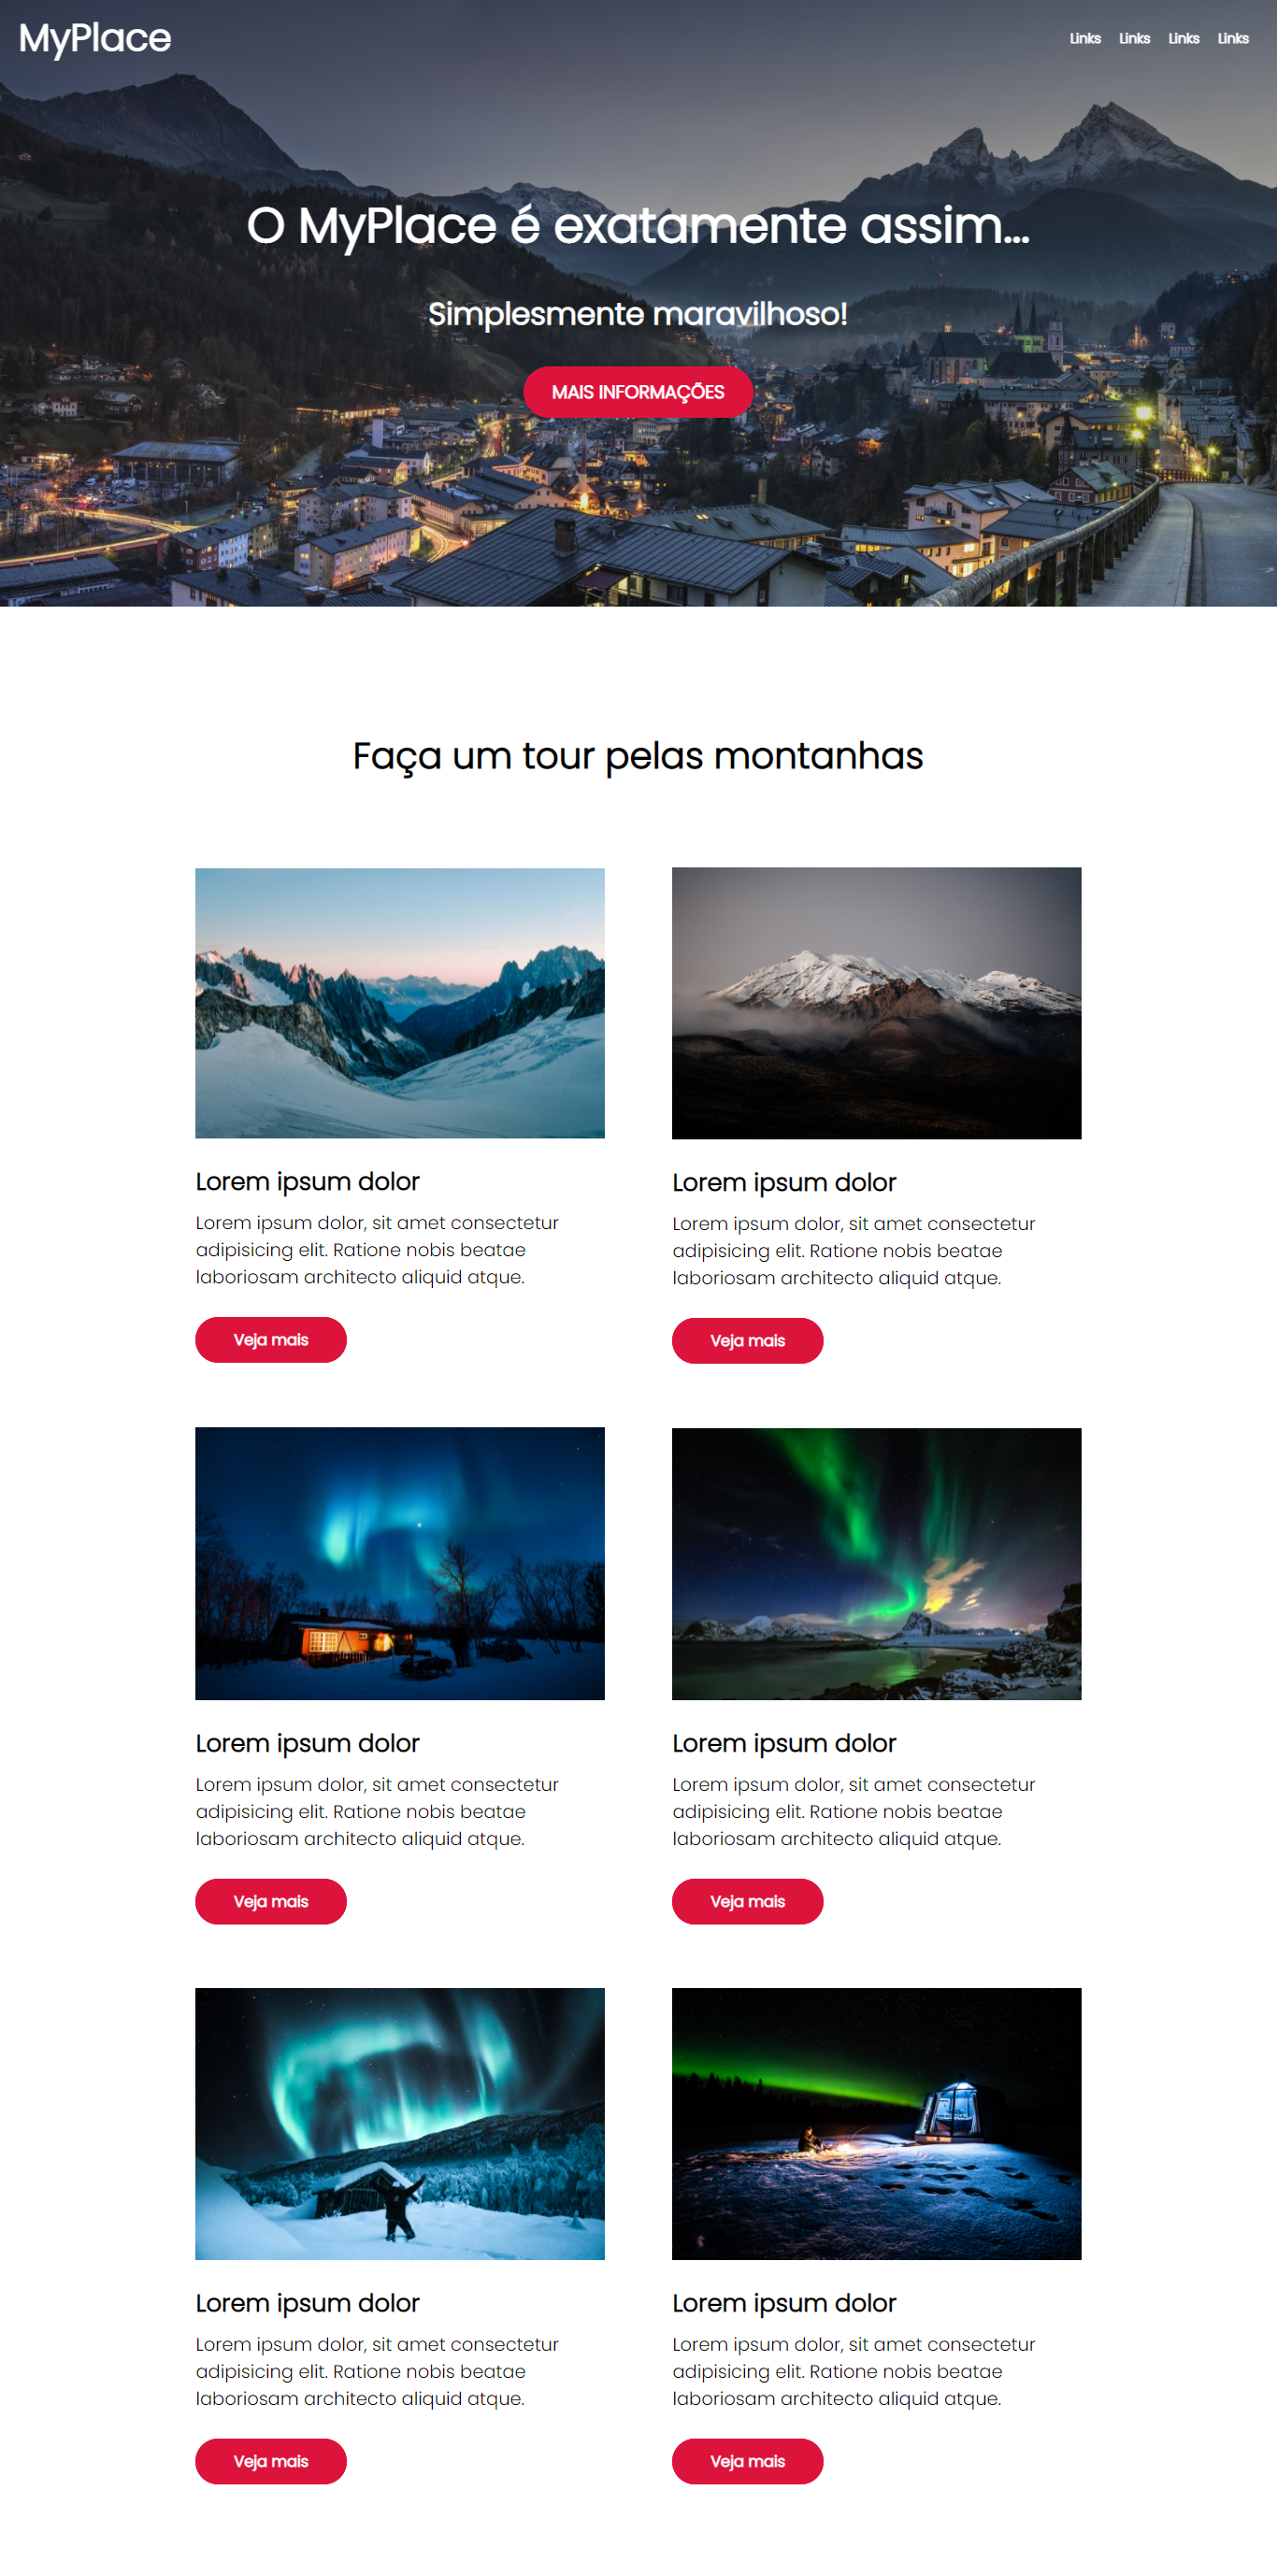 MyPlace
Links Links Links Links
O MyPlace é exatamente assim...
Simplesmente maravilhoso!
MAIS INFORMAÇÕES
Faça um tour pelas montanhas
Lorem ipsum dolor
Lorem ipsum dolor, sit amet consectetur
adipisicing elit. Ratione nobis beatae
laboriosam architecto aliquid atque.
Veja mais
Lorem ipsum dolor
Lorem ipsum dolor, sit amet consectetur
adipisicing elit. Ratione nobis beatae
laboriosam architecto aliquid atque.
Veja mais
Lorem ipsum dolor
Lorem ipsum dolor, sit amet consectetur
adipisicing elit. Ratione nobis beatae
laboriosam architecto aliquid atque.
Veja mais
Lorem ipsum dolor
Lorem ipsum dolor, sit amet consectetur
adipisicing elit. Ratione nobis beatae
laboriosam architecto aliquid atque.
Veja mais
Lorem ipsum dolor
Lorem ipsum dolor, sit amet consectetur
adipisicing elit. Ratione nobis beatae
laboriosam architecto aliquid atque.
Veja mais
Lorem ipsum dolor
Lorem ipsum dolor, sit amet consectetur
adipisicing elit. Ratione nobis beatae
laboriosam architecto aliquid atque.
Veja mais